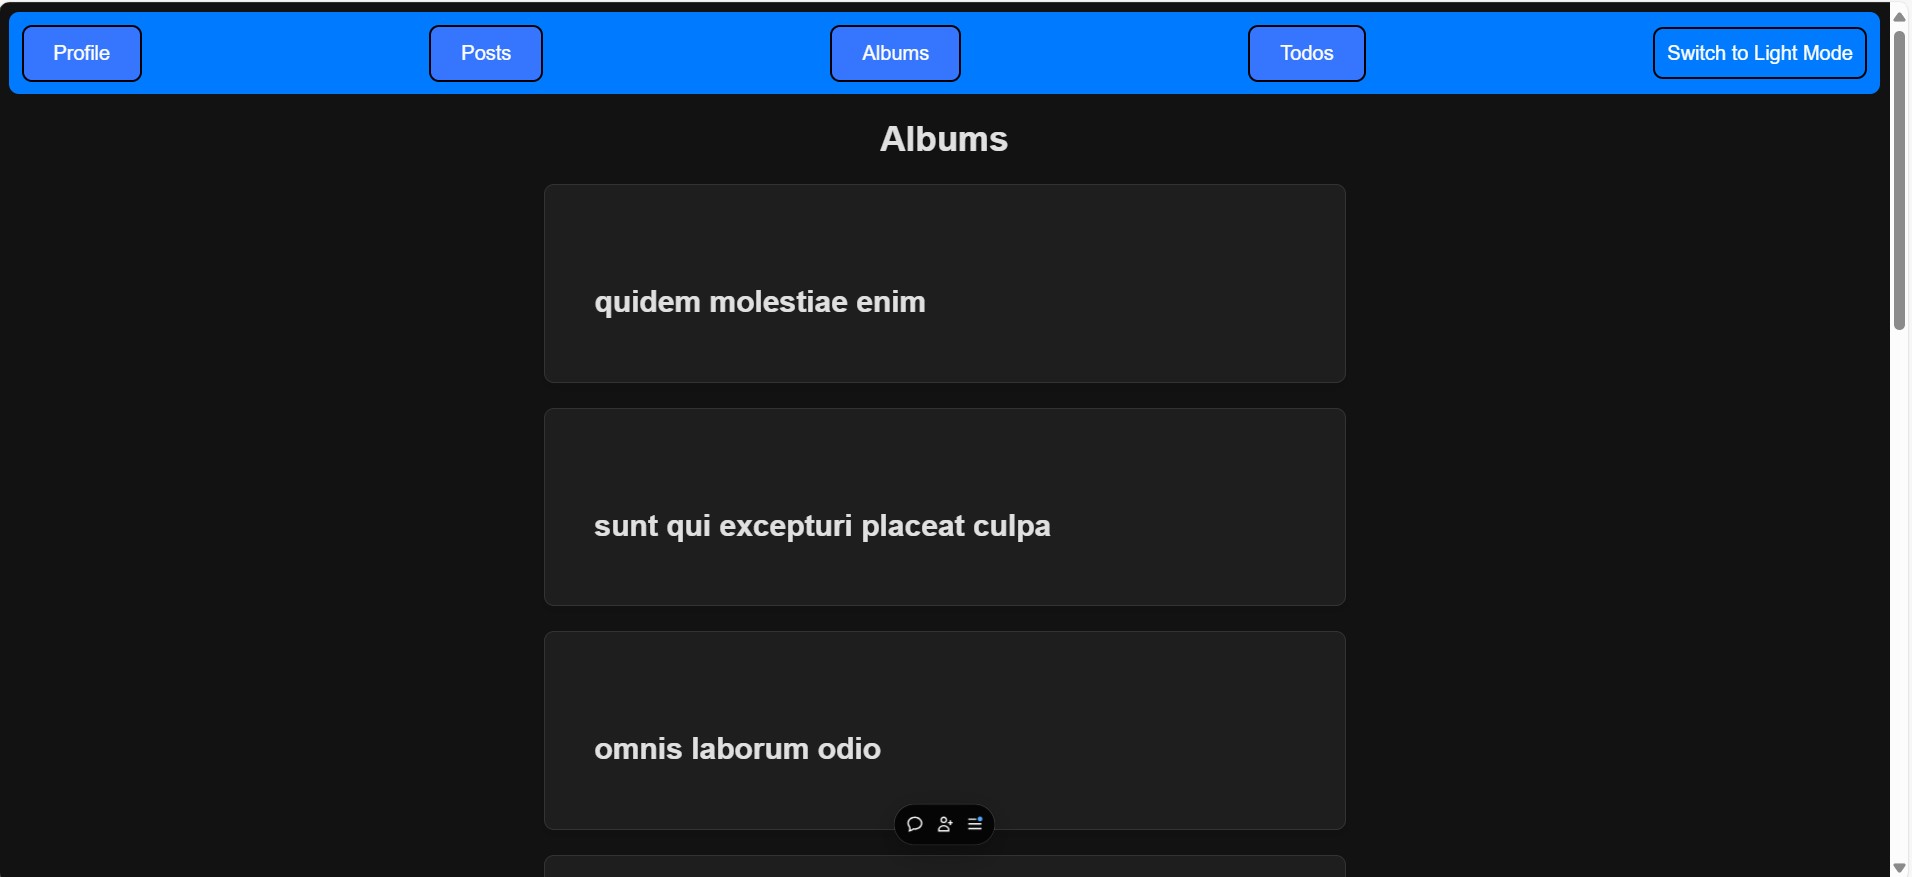 Profile
Posts
Albums
Todos
Switch to Light Mode
Albums
quidem molestiae enim
sunt qui excepturi placeat culpa
omnis laborum odio